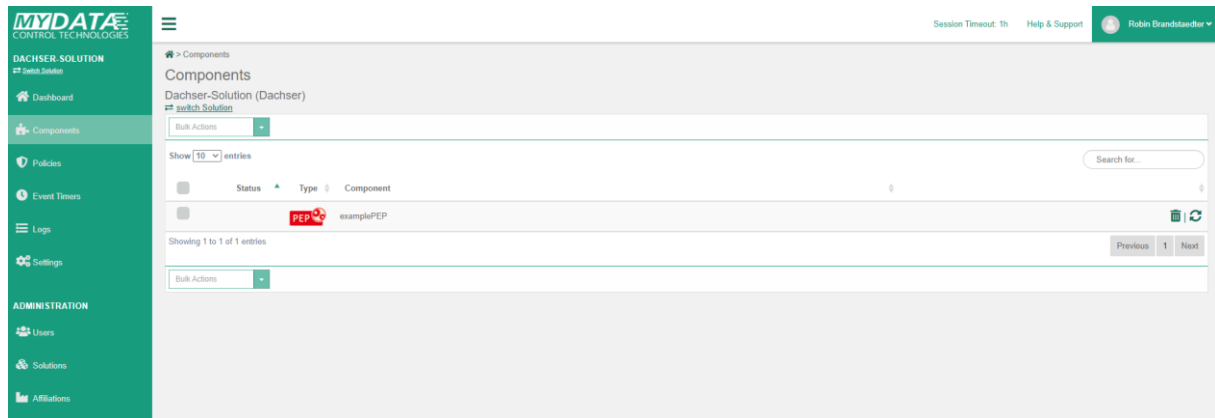 MYDATA
CONTROL TECHNOLOGIES
Session Timeout: 1h Help & Support Robin Brandstaedter
DACHSER-SOLUTION
Switch Solution
Dashboard
Components
Policies
Event Timers
Logs
Settings
ADMINISTRATION
Users
Solutions
Affiliations
> Components
Components
Dachser-Solution (Dachser)
switch Solution
Bulk Actions
Show 10 entries
Search for...
Status Type Component
PEP examplePEP
Showing 1 to 1 of 1 entries
Previous 1 Next
Bulk Actions